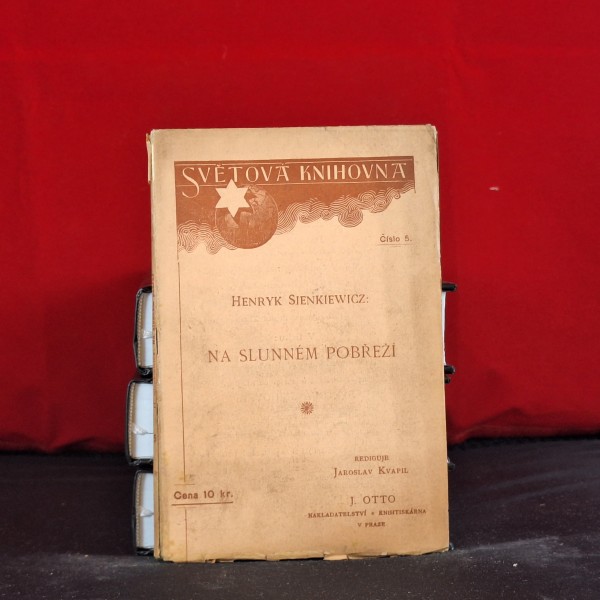 SVĚTOVÁ KNIHOVNA
Číslo 5.
HENRYK SIENKIEWICZ:
NA SLUNNÉM POBŘEŽÍ
REDIGUJE
JAROSLAV KVAPIL
Cena 10 kr.
J. OTTO
NAKLADATELSTVÍ A KNIHTISKÁRNA
V PRAZE